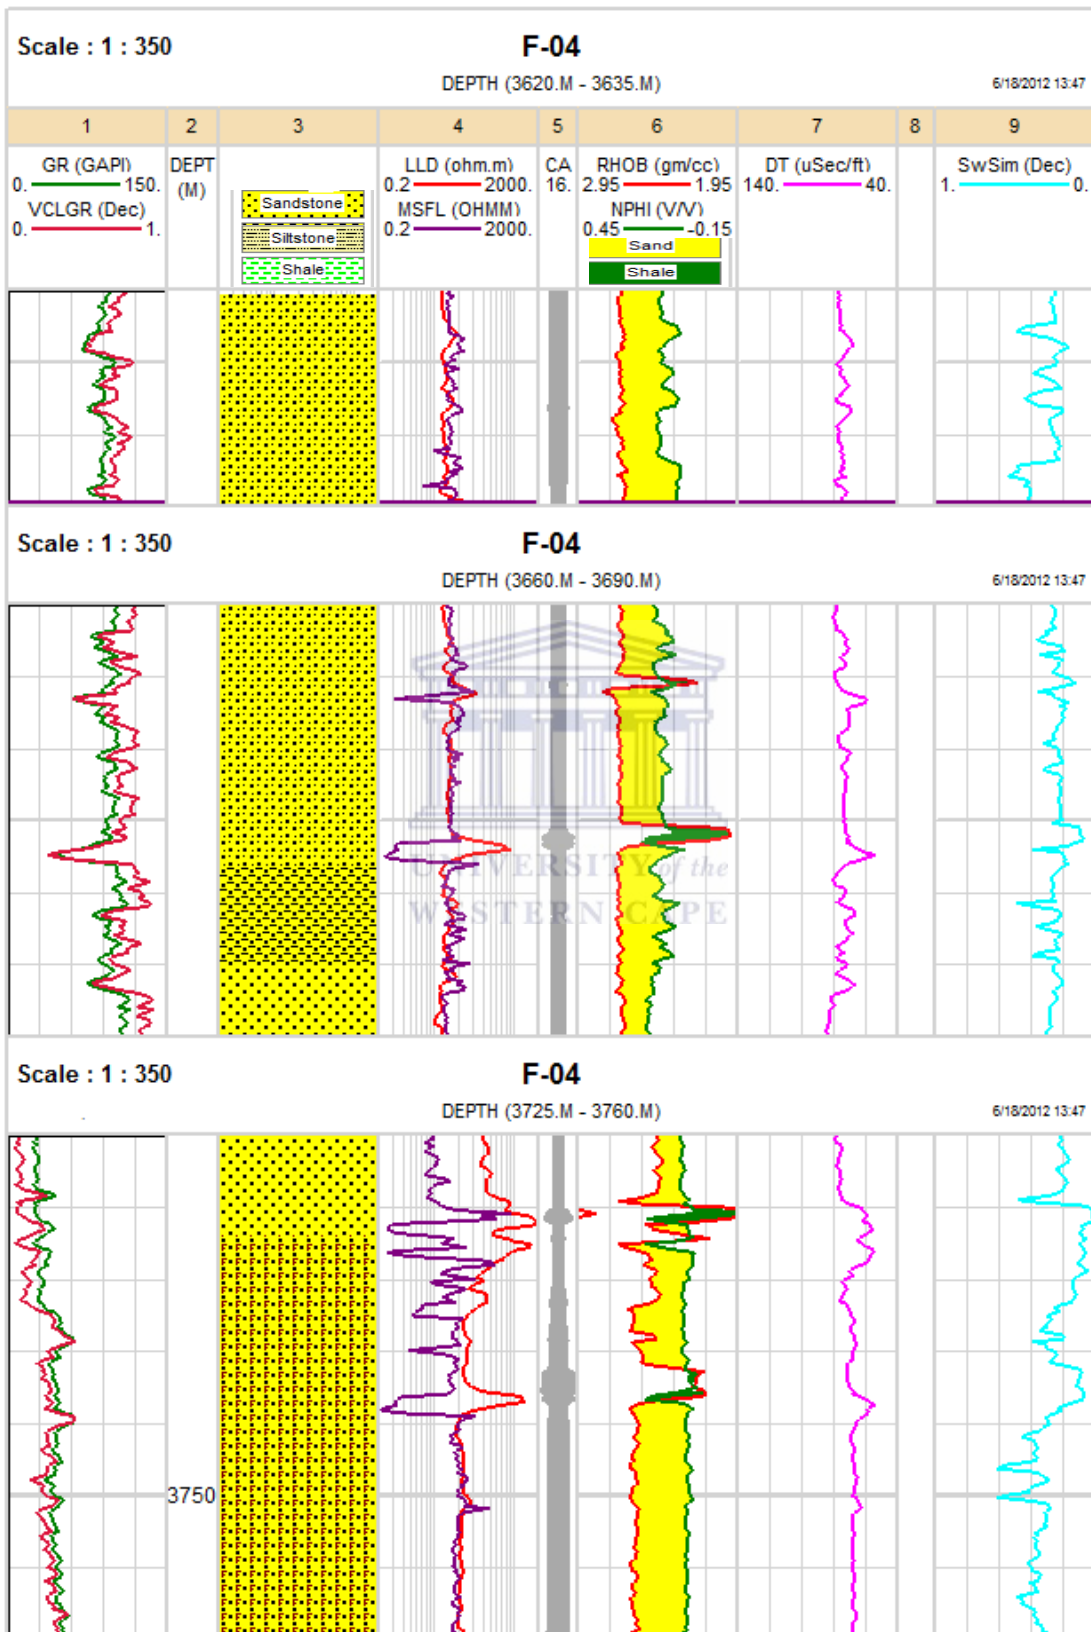 Scale : 1 : 350 F-04
DEPTH (3620.M - 3635.M) 6/18/2012 13:47
1 2 3 4 5 6 7 8 9
GR (GAPI) DEPT LLD (ohm.m) CA RHOB (gm/cc) DT (uSec/ft) SwSim (Dec)
0. 150. (M) 0.2 2000. 16. 2.95 1.95 140. 40. 1. 0.
Sandstone
VCLGR (Dec) MSFL (OHMM) NPHI (V/V)
0. 1. 0.2 2000. 0.45 -0.15
Siltstone Sand
Shale Shale
Scale : 1 : 350 F-04
DEPTH (3660.M - 3690.M) 6/18/2012 13:47
UNIVERSITY of the
WESTERN CAPE
Scale : 1 : 350 F-04
DEPTH (3725.M - 3760.M) 6/18/2012 13:47
3750